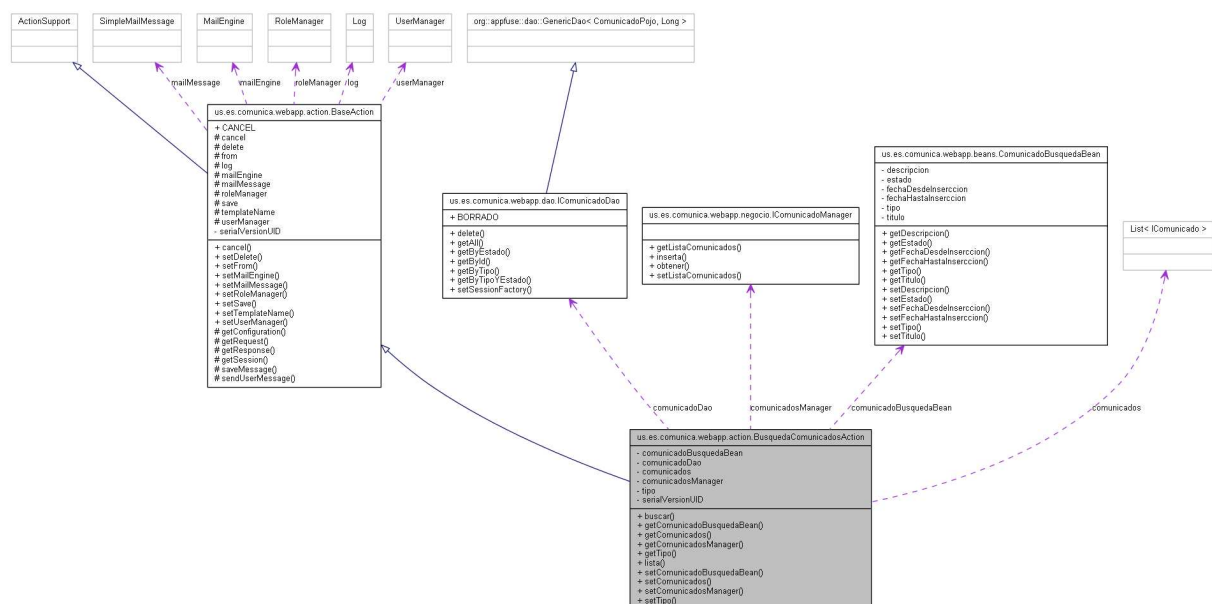 ActionSupport
SimpleMailMessage
MailEngine
RoleManager
Log
UserManager
org::appfuse::dao::GenericDao< ComunicadoPojo, Long >
mailMessage
mailEngine
roleManager
log
userManager
us.es.comunica.webapp.action.BaseAction
+ CANCEL
# cancel
# delete
# from
# log
# mailEngine
# mailMessage
# roleManager
# save
# templateName
# userManager
- serialVersionUID
+ cancel()
+ setDelete()
+ setFrom()
+ setMailEngine()
+ setMailMessage()
+ setRoleManager()
+ setSave()
+ setTemplateName()
+ setUserManager()
# getConfiguration()
# getRequest()
# getResponse()
# getSession()
# saveMessage()
# sendUserMessage()
us.es.comunica.webapp.dao.IComunicadoDao
+ BORRADO
+ delete()
+ getAll()
+ getByEstado()
+ getById()
+ getByTipo()
+ getByTipoYEstado()
+ setSessionFactory()
us.es.comunica.webapp.negocio.IComunicadoManager
+ getListaComunicados()
+ inserta()
+ obtener()
+ setListaComunicados()
us.es.comunica.webapp.beans.ComunicadoBusquedaBean
- descripcion
- estado
- fechaDesdeInserccion
- fechaHastaInserccion
- tipo
- titulo
+ getDescripcion()
+ getEstado()
+ getFechaDesdeInserccion()
+ getFechaHastaInserccion()
+ getTipo()
+ getTitulo()
+ setDescripcion()
+ setEstado()
+ setFechaDesdeInserccion()
+ setFechaHastaInserccion()
+ setTipo()
+ setTitulo()
List< IComunicado >
comunicadoDao
comunicadosManager
comunicadoBusquedaBean
comunicados
us.es.comunica.webapp.action.BusquedaComunicadosAction
- comunicadoBusquedaBean
- comunicadoDao
- comunicados
- comunicadosManager
- tipo
- serialVersionUID
+ buscar()
+ getComunicadoBusquedaBean()
+ getComunicados()
+ getComunicadosManager()
+ getTipo()
+ lista()
+ setComunicadoBusquedaBean()
+ setComunicados()
+ setComunicadosManager()
+ setTipo()